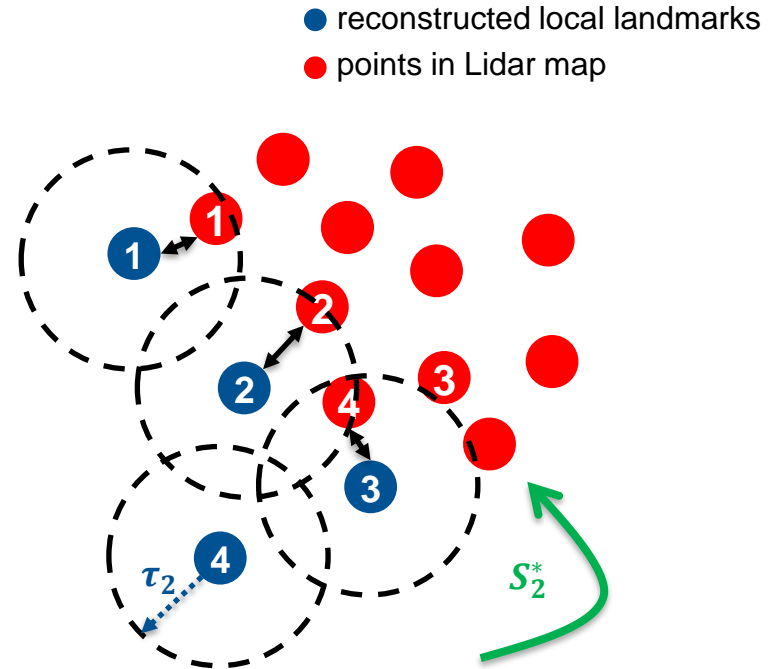 reconstructed local landmarks
points in Lidar map
1
1
2
2
3
4
3
4
τ₂
S₂*